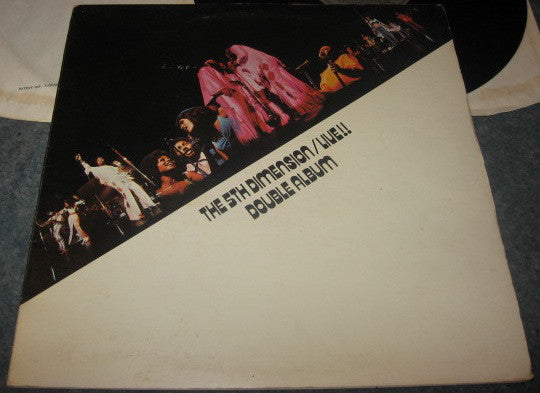 THE 5TH DIMENSION/LIVE!!
DOUBLE ALBUM